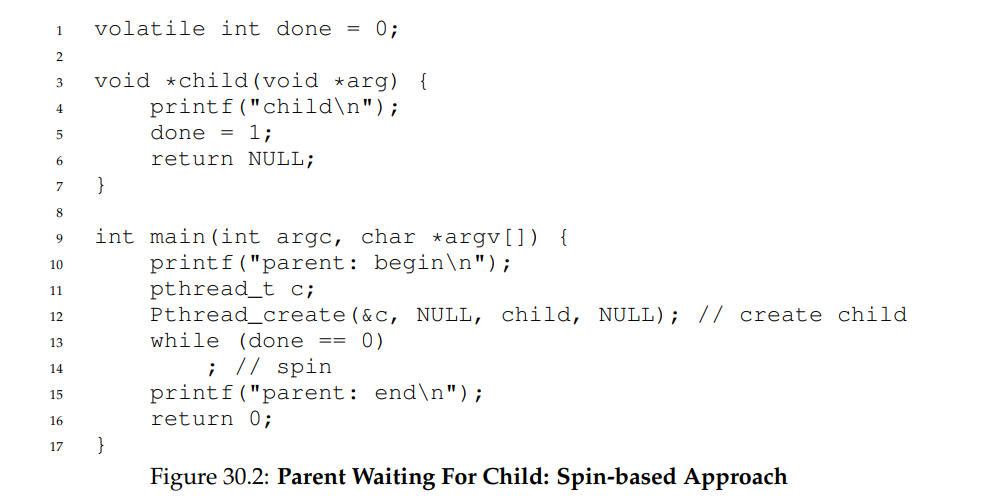 1 volatile int done = 0;
2
3 void *child(void *arg) {
4 printf("child\n");
5 done = 1;
6 return NULL;
7 }
8
9 int main(int argc, char *argv[]) {
10 printf("parent: begin\n");
11 pthread_t c;
12 Pthread_create(&c, NULL, child, NULL); // create child
13 while (done == 0)
14 ; // spin
15 printf("parent: end\n");
16 return 0;
17 }
Figure 30.2: Parent Waiting For Child: Spin-based Approach